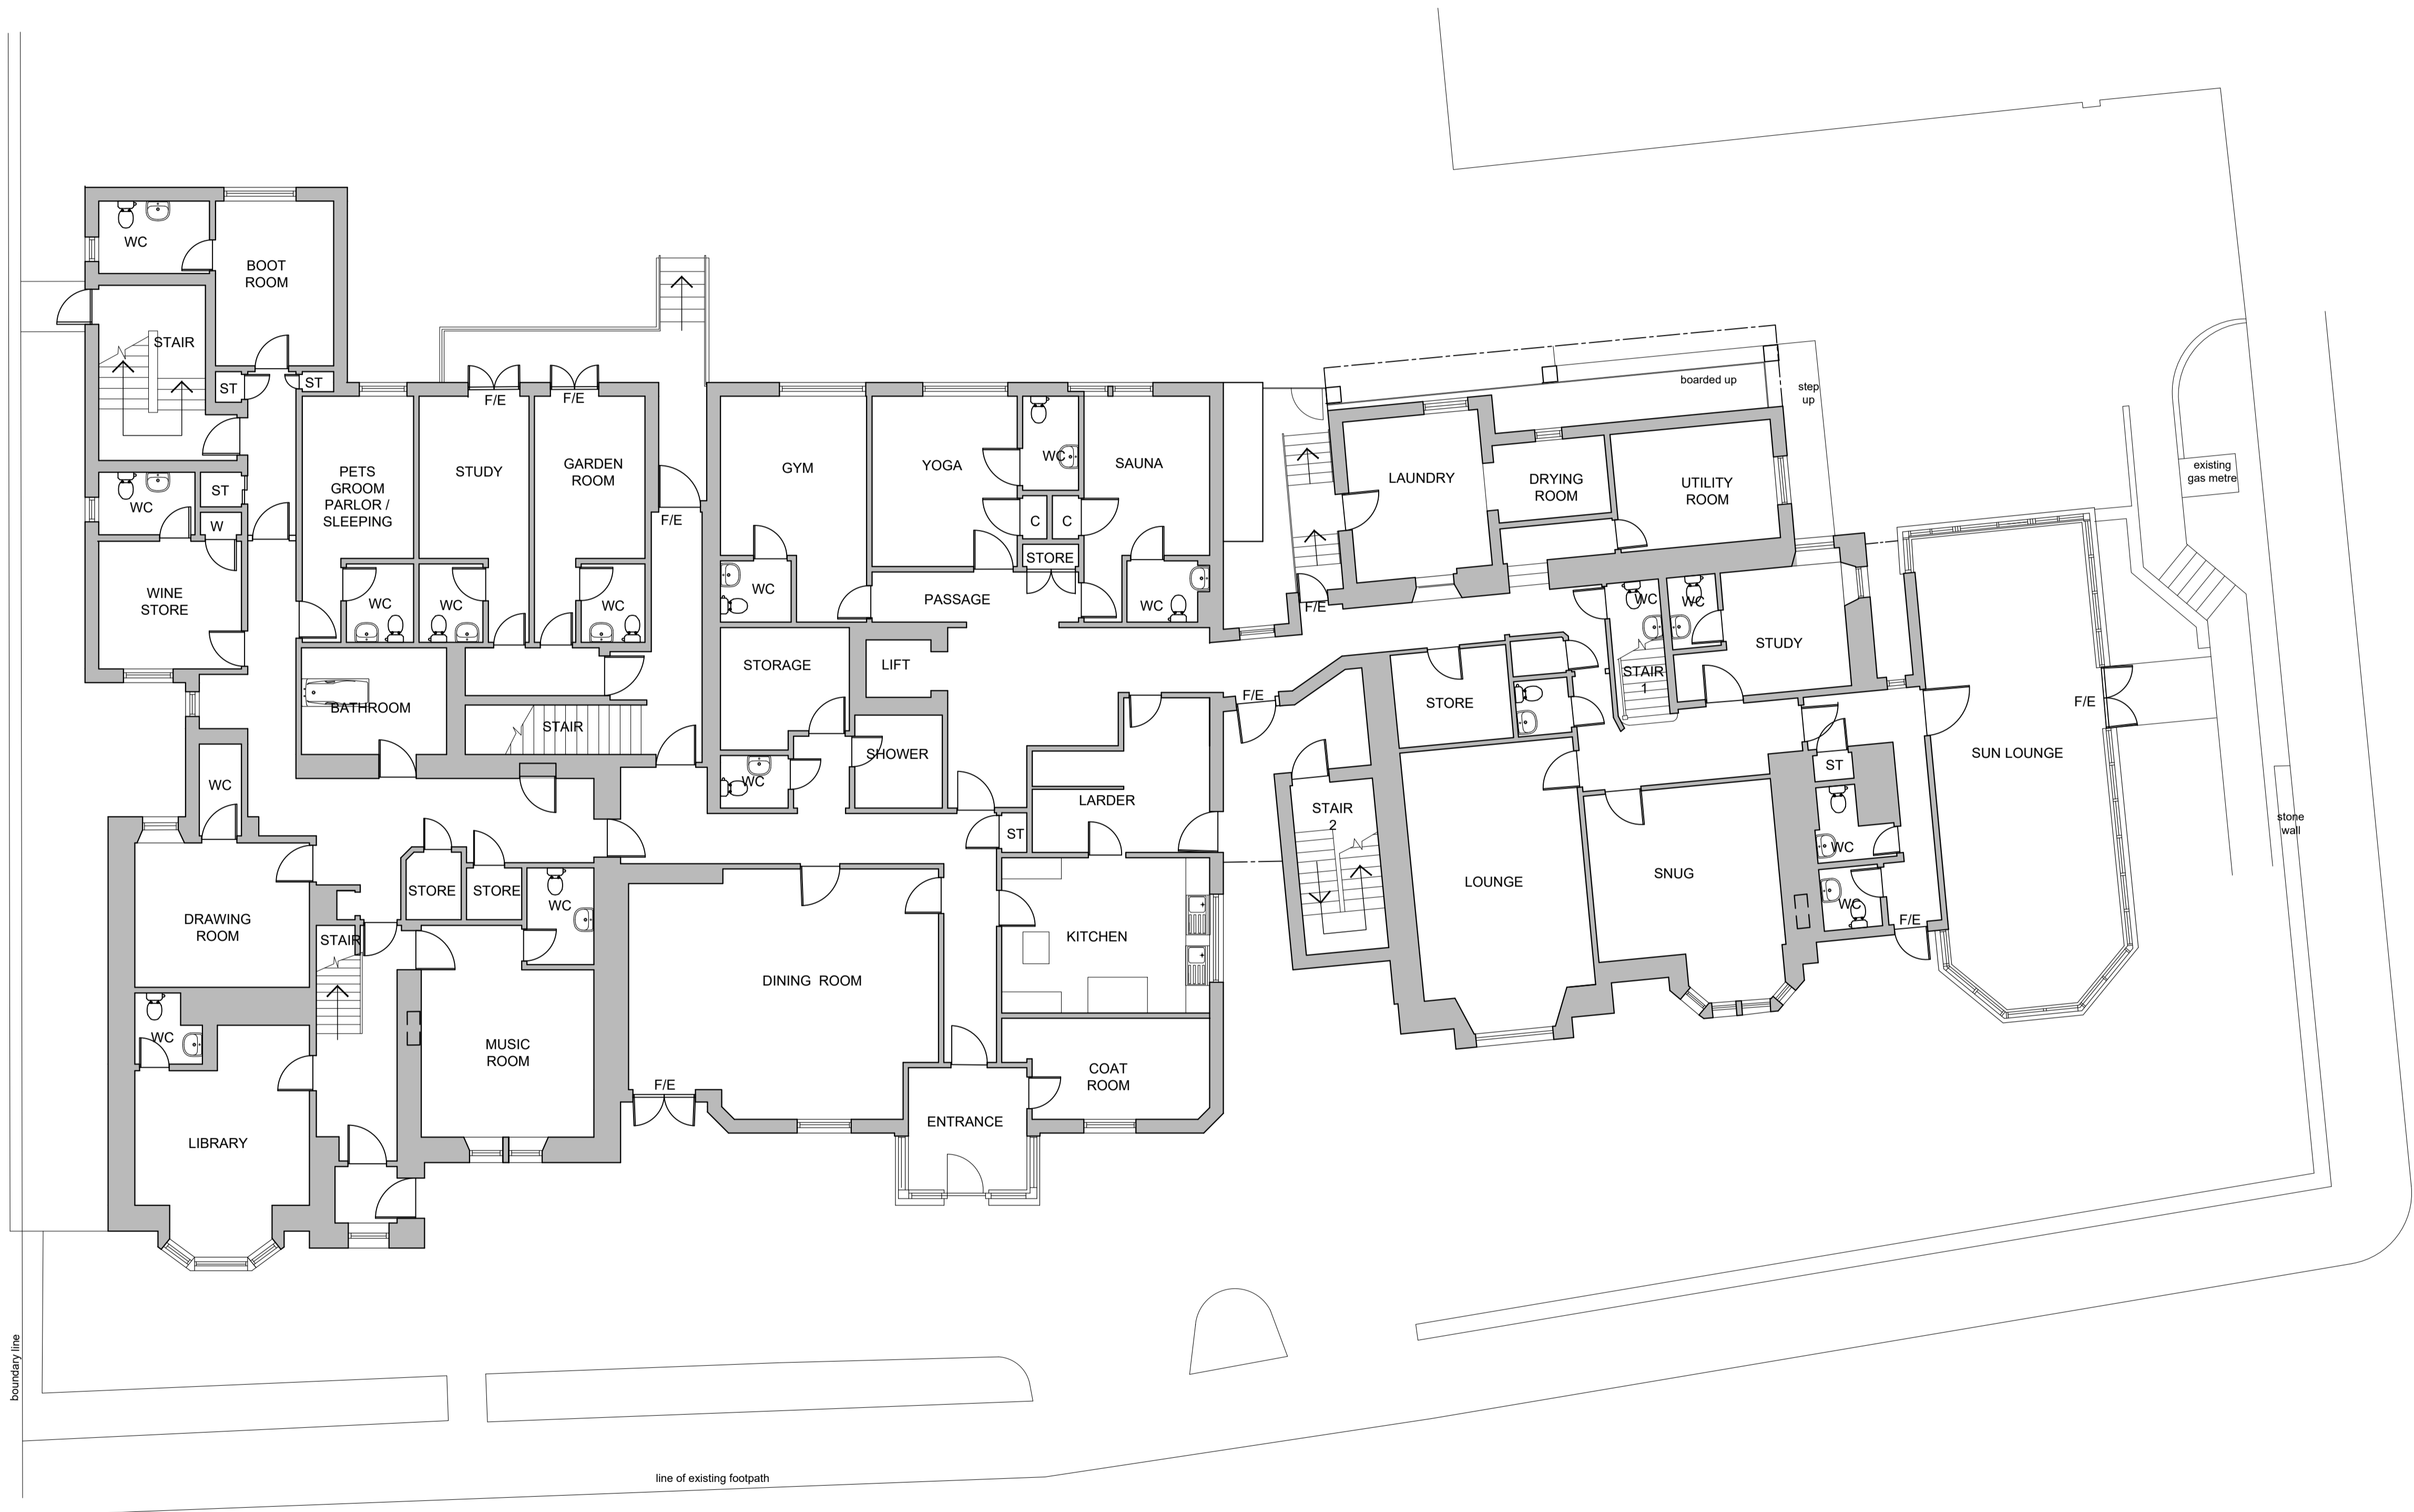 WC
BOOT
ROOM
STAIR
ST
ST
F/E
F/E
boarded up
step
up
PETS
GROOM
PARLOR /
SLEEPING
STUDY
GARDEN
ROOM
F/E
GYM
YOGA
WC
SAUNA
LAUNDRY
DRYING
ROOM
UTILITY
ROOM
existing
gas metre
WC
ST
W
C
C
STORE
WINE
STORE
WC
WC
WC
WC
PASSAGE
WC
F/E
WC
WC
STUDY
STORAGE
LIFT
STAIR
1
BATHROOM
STAIR
SHOWER
WC
F/E
STORE
F/E
SUN LOUNGE
WC
LARDER
STAIR
2
ST
ST
stone
wall
STORE
STORE
WC
LOUNGE
SNUG
WC
WC
F/E
DRAWING
ROOM
STAIR
KITCHEN
DINING ROOM
WC
MUSIC
ROOM
COAT
ROOM
F/E
ENTRANCE
LIBRARY
boundary line
line of existing footpath